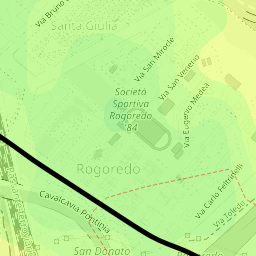 Via Bruno
Santa Giulia
Via San Mirocle
Via San Venerio
Società
Sportiva
Rogoredo
84
Via Eugenio Medea
Rogoredo
Via Carlo Feltrinelli
Cavalcavia Pontinia
Via Toledo
San Donato